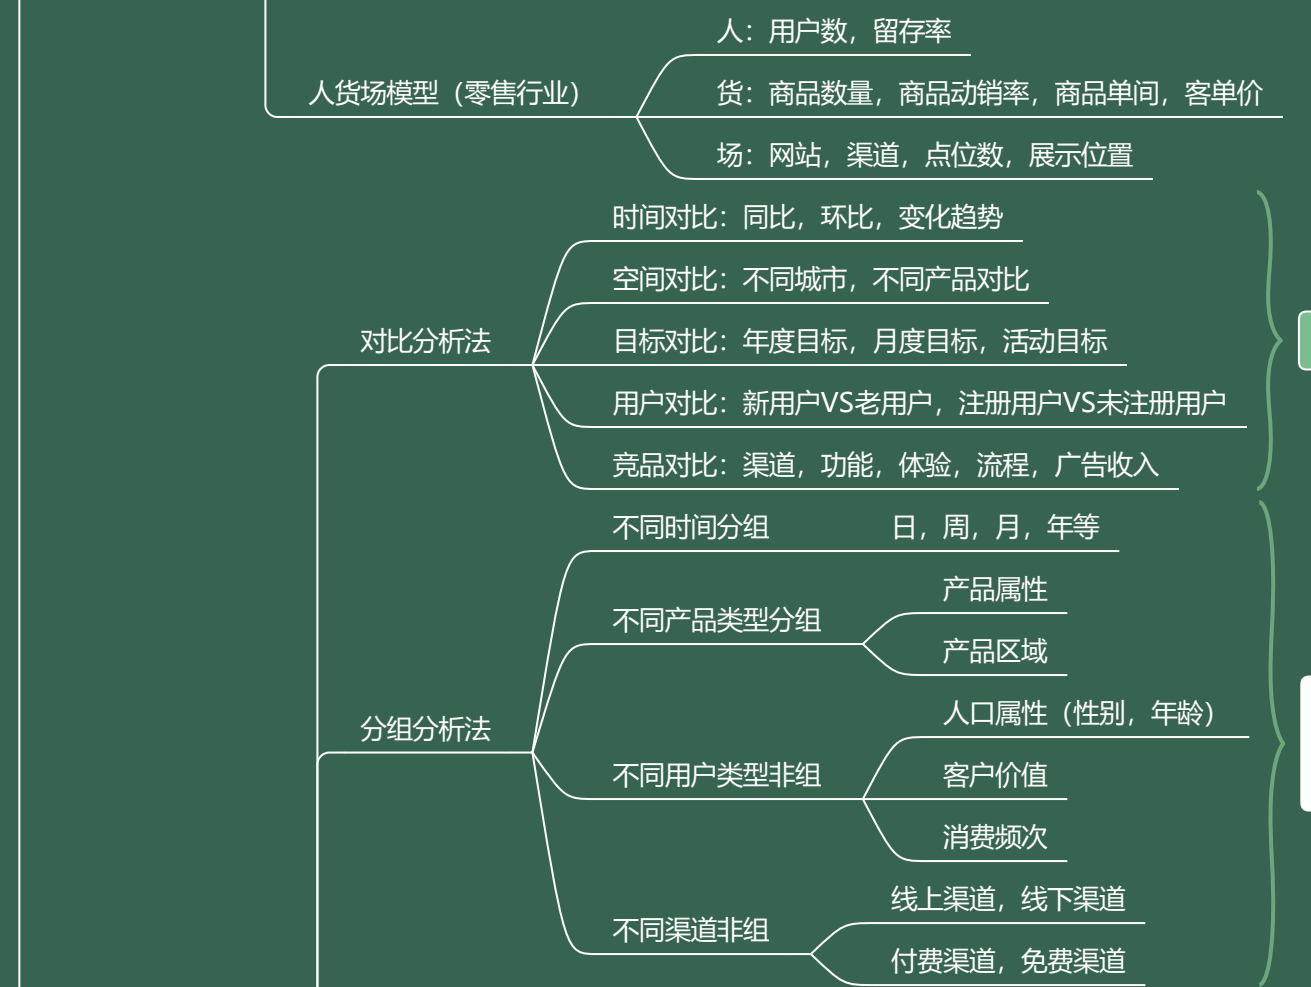 人：用户数，留存率
人货场模型（零售行业）
货：商品数量，商品动销率，商品单间，客单价
场：网站，渠道，点位数，展示位置
时间对比：同比，环比，变化趋势
空间对比：不同城市，不同产品对比
对比分析法
目标对比：年度目标，月度目标，活动目标
用户对比：新用户VS老用户，注册用户VS未注册用户
竞品对比：渠道，功能，体验，流程，广告收入
不同时间分组
日，周，月，年等
产品属性
不同产品类型分组
产品区域
人口属性（性别，年龄）
分组分析法
不同用户类型非组
客户价值
消费频次
线上渠道，线下渠道
不同渠道非组
付费渠道，免费渠道